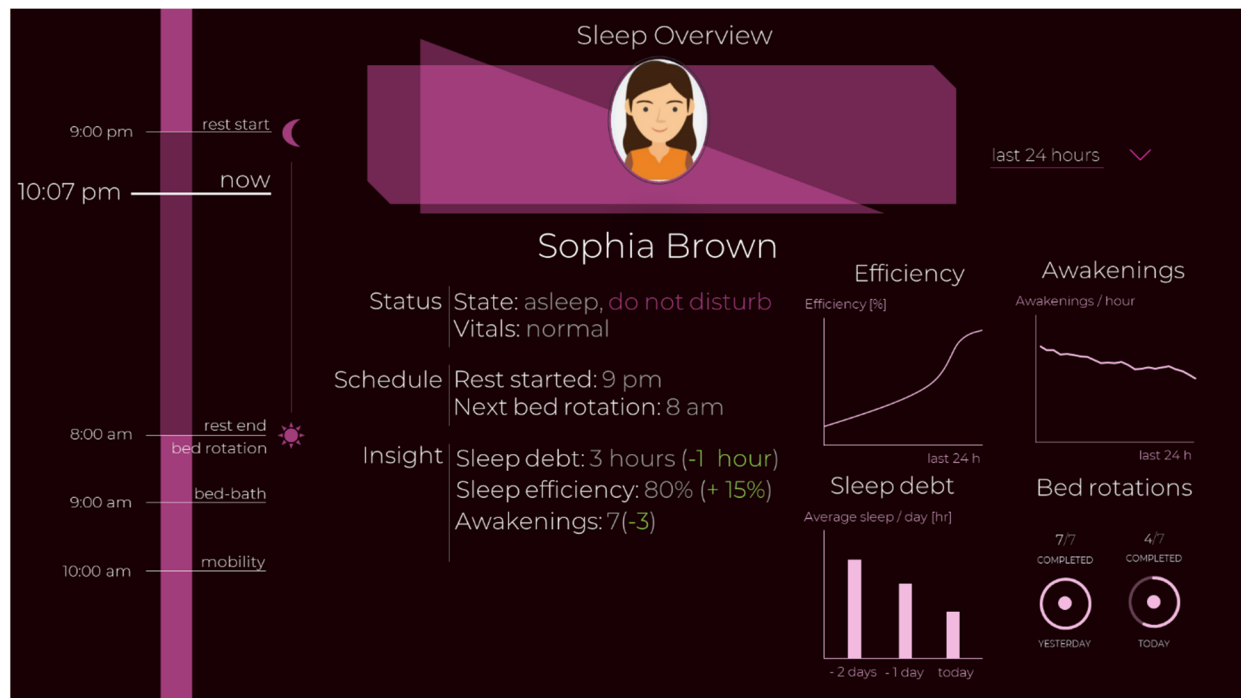 Sleep Overview
9:00 pm
rest start
10:07 pm
now
8:00 am
rest end
bed rotation
9:00 am
bed-bath
10:00 am
mobility
last 24 hours
Sophia Brown
Status
State: asleep, do not disturb
Vitals: normal
Schedule
Rest started: 9 pm
Next bed rotation: 8 am
Insight
Sleep debt: 3 hours (-1 hour)
Sleep efficiency: 80% (+ 15%)
Awakenings: 7(-3)
Efficiency
Efficiency [%]
last 24 h
Awakenings
Awakenings / hour
last 24 h
Sleep debt
Average sleep / day [hr]
- 2 days
- 1 day
today
Bed rotations
7/7
COMPLETED
YESTERDAY
4/7
COMPLETED
TODAY